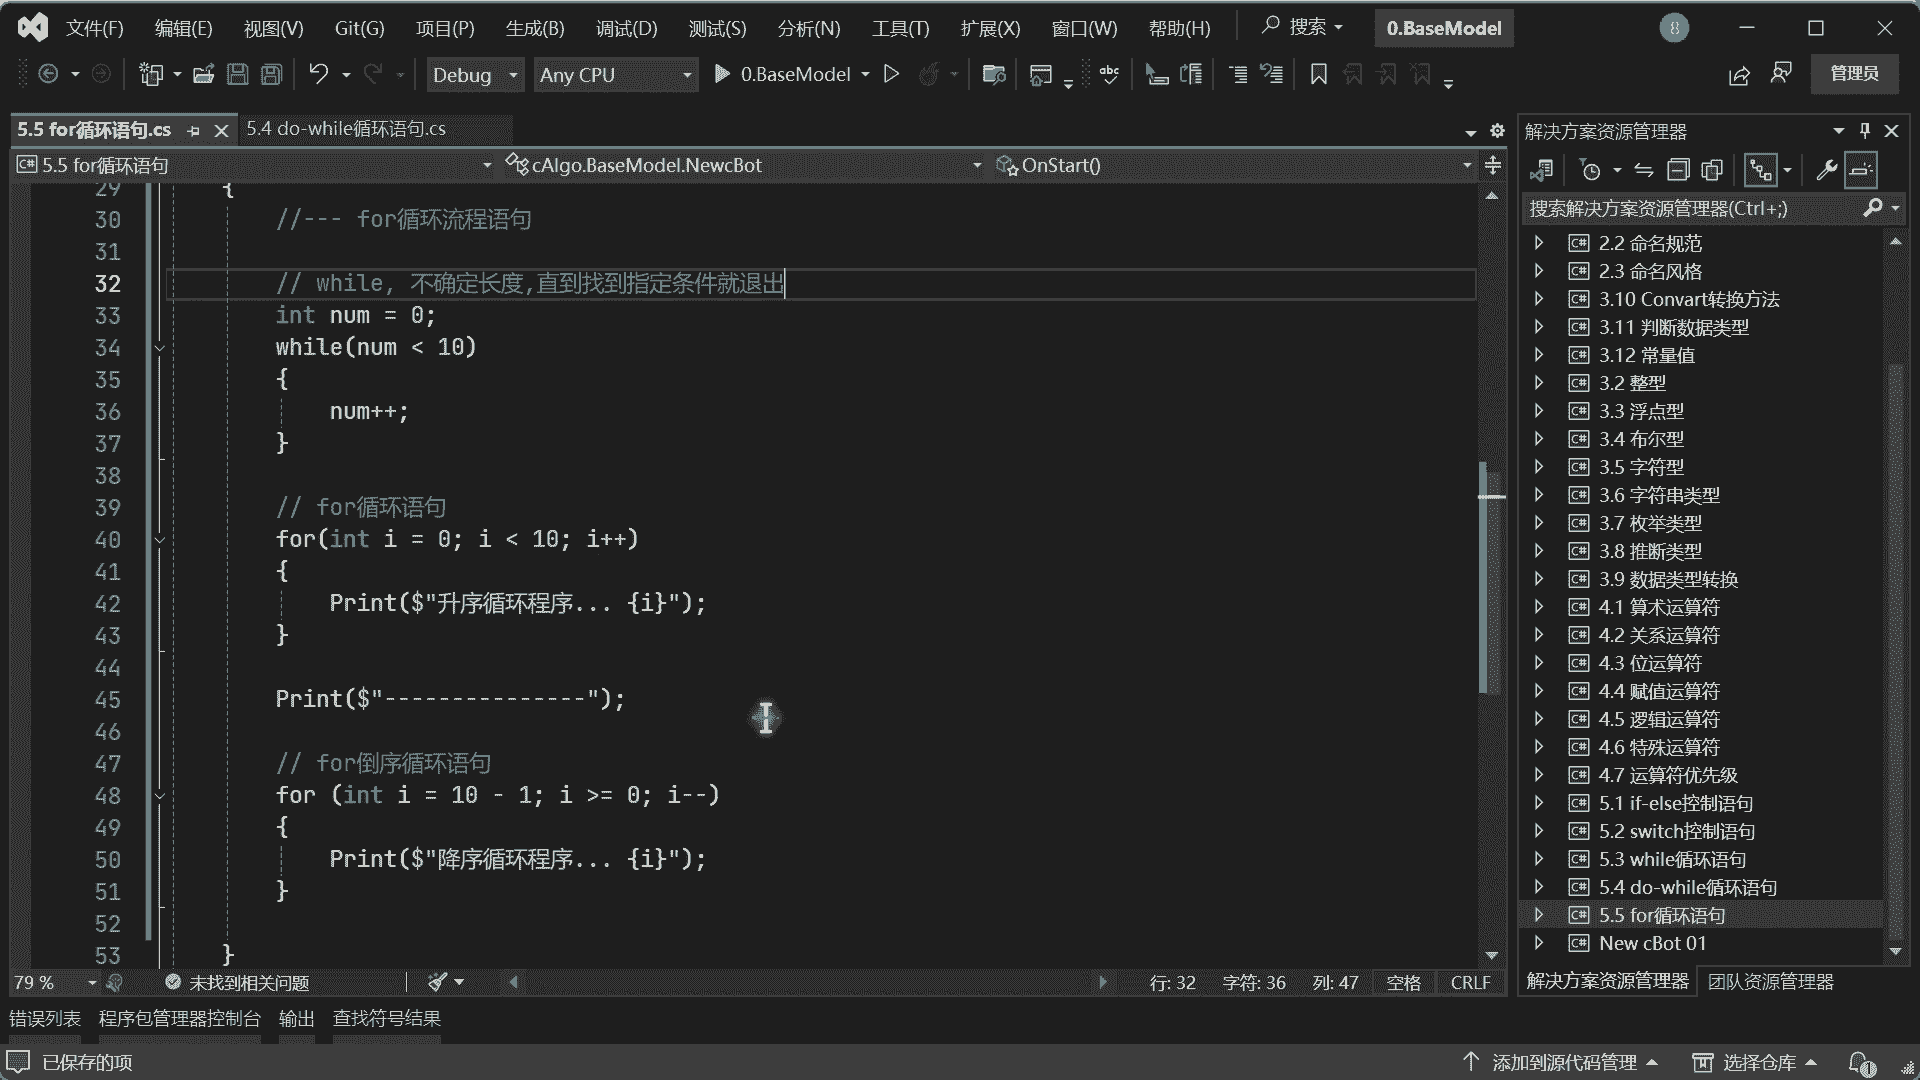 文件(F) 编辑(E) 视图(V) Git(G) 项目(P) 生成(B) 调试(D) 测试(S) 分析(N) 工具(T) 扩展(X) 窗口(W) 帮助(H) 搜索 0.BaseModel
Debug Any CPU 0.BaseModel 管理员
5.5 for循环语句.cs 5.4 do-while循环语句.cs
5.5 for循环语句 cAlgo.BaseModel.NewcBot OnStart()
29 {
30 //--- for循环流程语句
31
32 // while, 不确定长度,直到找到指定条件就退出
33 int num = 0;
34 while(num < 10)
35 {
36 num++;
37 }
38
39 // for循环语句
40 for(int i = 0; i < 10; i++)
41 {
42 Print($"升序循环程序... {i}");
43 }
44
45 Print($"---------------");
46
47 // for倒序循环语句
48 for (int i = 10 - 1; i >= 0; i--)
49 {
50 Print($"降序循环程序... {i}");
51 }
52
53 }
79 % 未找到相关问题 行: 32 字符: 36 列: 47 空格 CRLF
解决方案资源管理器
搜索解决方案资源管理器(Ctrl+;)
2.2 命名规范
2.3 命名风格
3.10 Convart转换方法
3.11 判断数据类型
3.12 常量值
3.2 整型
3.3 浮点型
3.4 布尔型
3.5 字符型
3.6 字符串类型
3.7 枚举类型
3.8 推断类型
3.9 数据类型转换
4.1 算术运算符
4.2 关系运算符
4.3 位运算符
4.4 赋值运算符
4.5 逻辑运算符
4.6 特殊运算符
4.7 运算符优先级
5.1 if-else控制语句
5.2 switch控制语句
5.3 while循环语句
5.4 do-while循环语句
5.5 for循环语句
New cBot 01
解决方案资源管理器 团队资源管理器
错误列表 程序包管理器控制台 输出 查找符号结果
已保存的项 添加到源代码管理 选择仓库 1